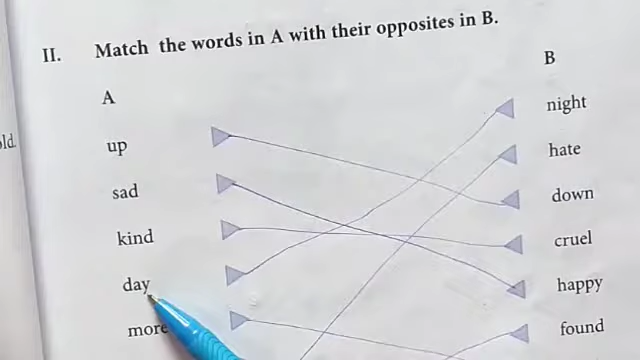 II. Match the words in A with their opposites in B.
A B
up night
sad hate
kind down
day cruel
more happy
found